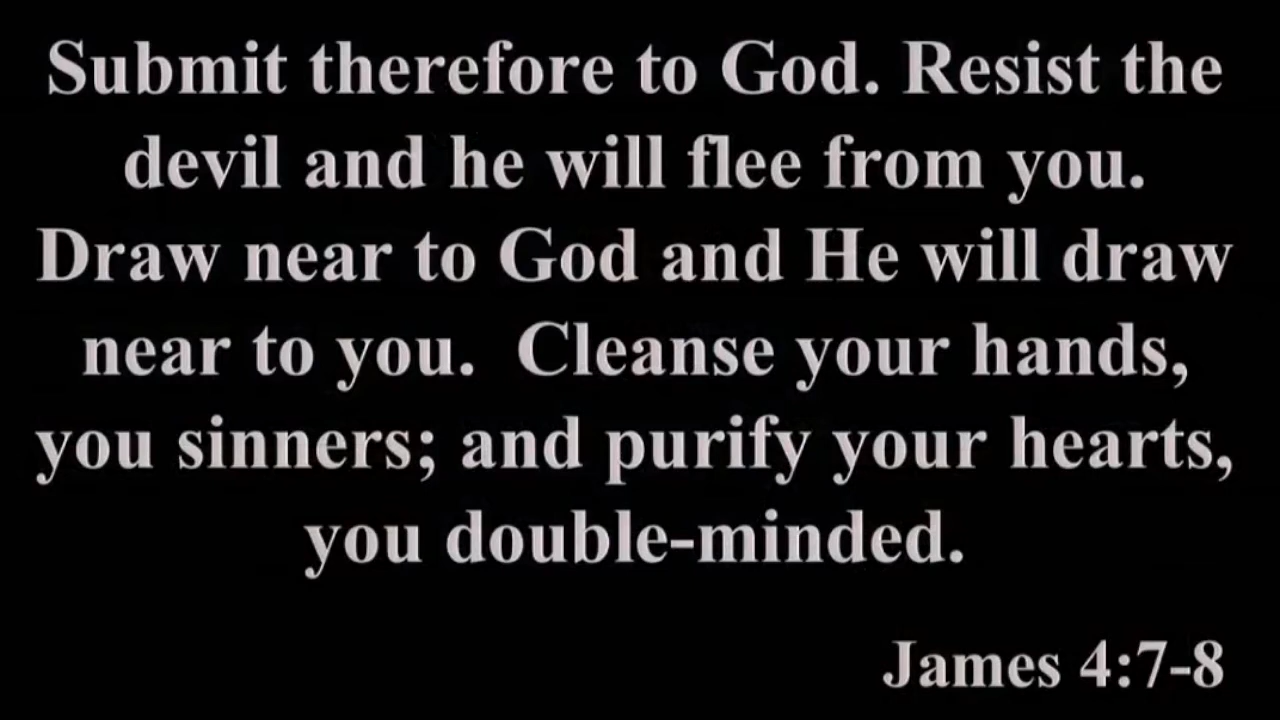 Submit therefore to God. Resist the
devil and he will flee from you.
Draw near to God and He will draw
near to you.  Cleanse your hands,
you sinners; and purify your hearts,
you double-minded.
James 4:7-8